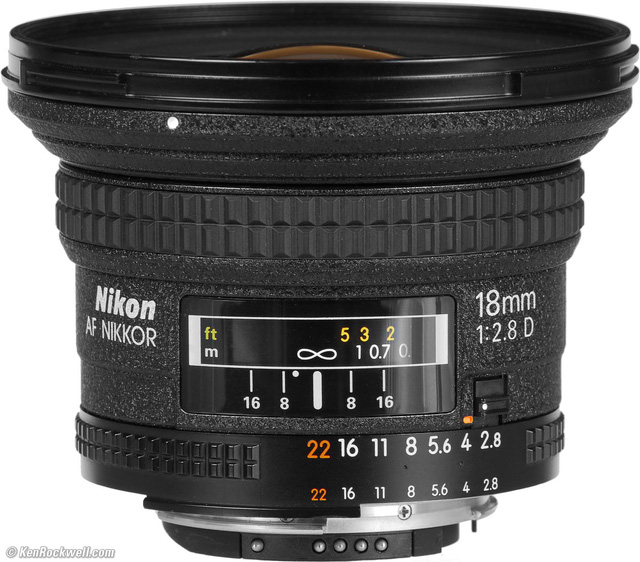 Nikon
AF NIKKOR
18mm
1:2.8 D
ft 5 3 2
m ∞ 1 0.7 0.
16 8 8 16
22 16 11 8 5.6 4 2.8
22 16 11 8 5.6 4 2.8
© KenRockwell.com